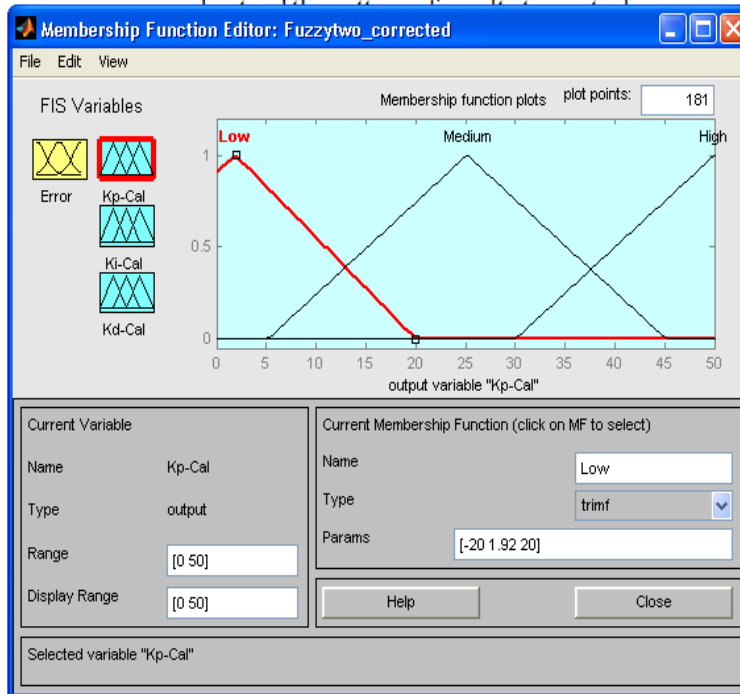 Membership Function Editor: Fuzzytwo_corrected
File Edit View
FIS Variables
Membership function plots plot points: 181
Error
Kp-Cal
Ki-Cal
Kd-Cal
Low Medium High
1
0.5
0
0 5 10 15 20 25 30 35 40 45 50
output variable "Kp-Cal"
Current Variable
Name Kp-Cal
Type output
Range [0 50]
Display Range [0 50]
Current Membership Function (click on MF to select)
Name Low
Type trimf
Params [-20 1.92 20]
Help Close
Selected variable "Kp-Cal"